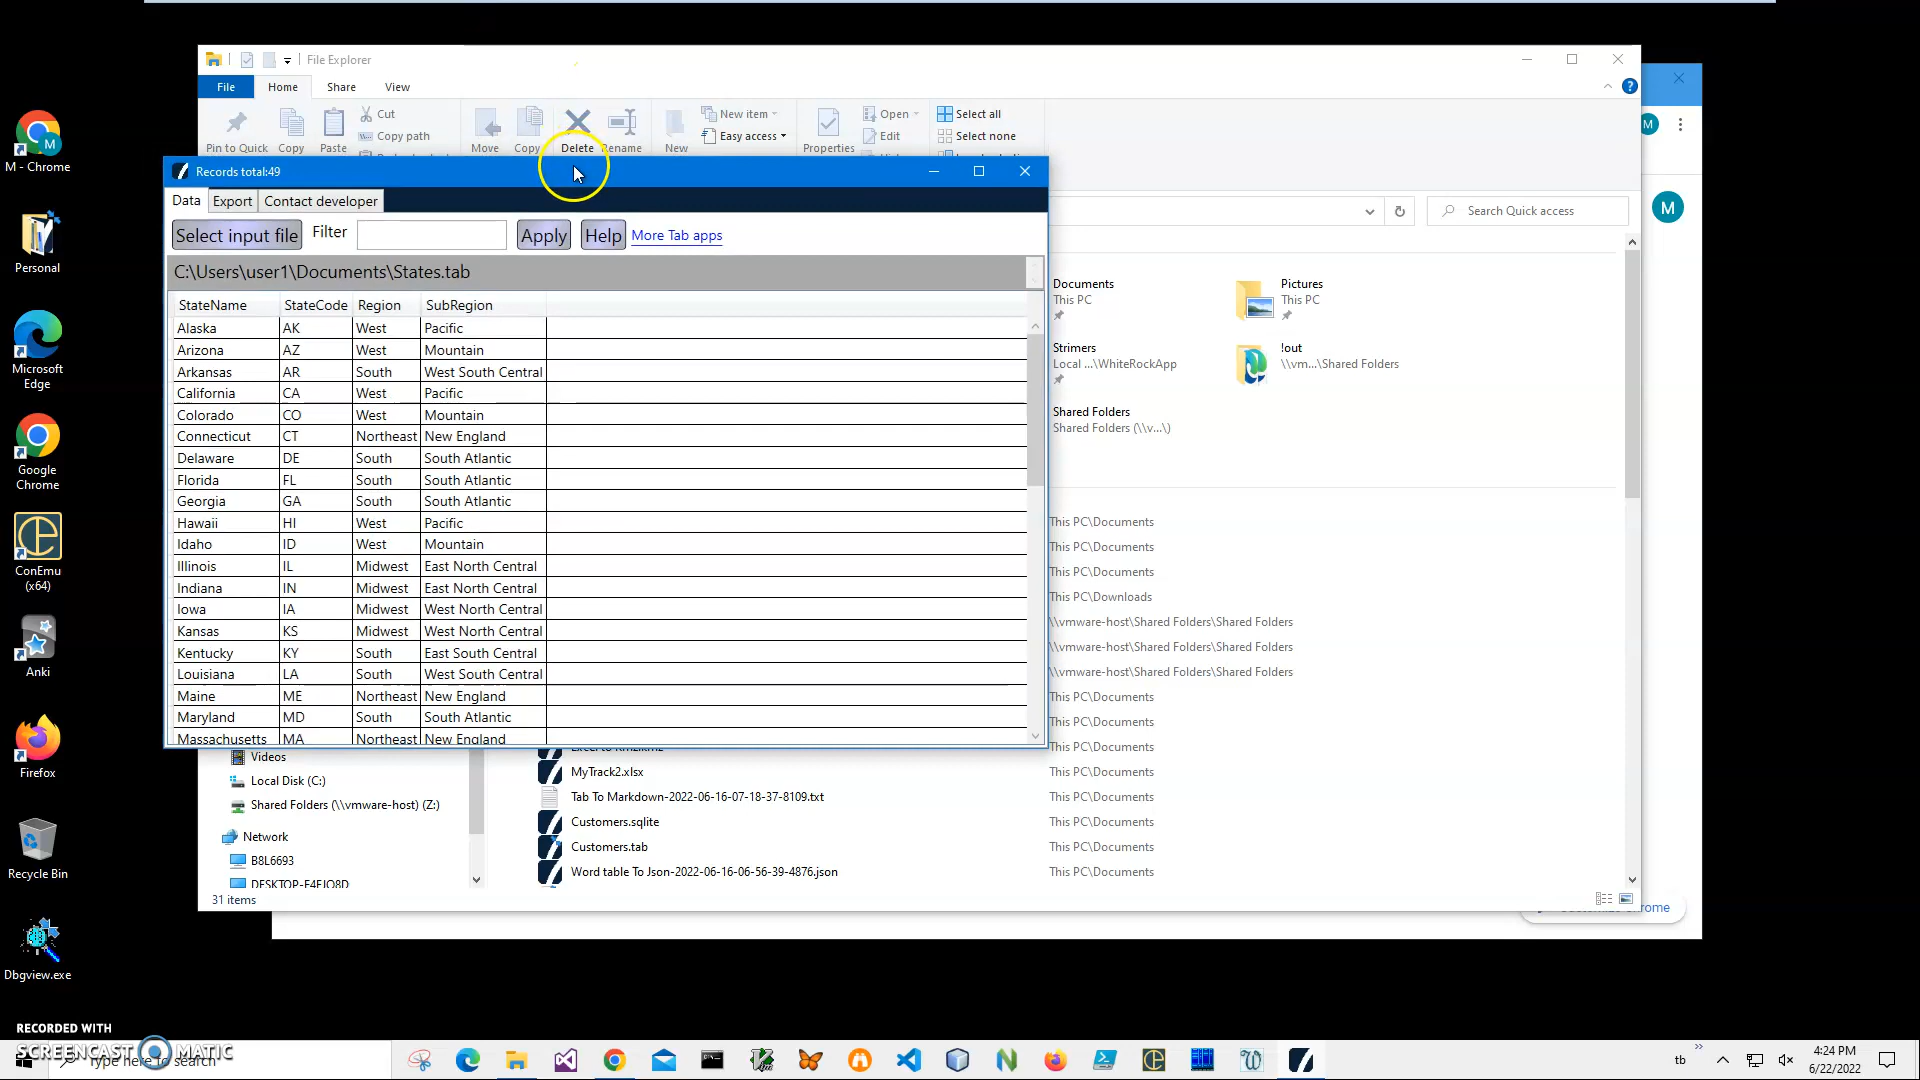 File Explorer
File Home Share View
Pin to Quick Copy Paste Cut Copy path Move Copy Delete Rename New New item Easy access Properties Open Edit Select all Select none
Records total:49
Data Export Contact developer
Select input file Filter Apply Help More Tab apps
C:\Users\user1\Documents\States.tab
StateName StateCode Region SubRegion
Alaska AK West Pacific
Arizona AZ West Mountain
Arkansas AR South West South Central
California CA West Pacific
Colorado CO West Mountain
Connecticut CT Northeast New England
Delaware DE South South Atlantic
Florida FL South South Atlantic
Georgia GA South South Atlantic
Hawaii HI West Pacific
Idaho ID West Mountain
Illinois IL Midwest East North Central
Indiana IN Midwest East North Central
Iowa IA Midwest West North Central
Kansas KS Midwest West North Central
Kentucky KY South East South Central
Louisiana LA South West South Central
Maine ME Northeast New England
Maryland MD South South Atlantic
Massachusetts MA Northeast New England
Search Quick access
M
M
Documents
This PC
Pictures
This PC
Strimers
Local ...\WhiteRockApp
!out
\\vm...\Shared Folders
Shared Folders
Shared Folders (\\v...\)
This PC\Documents
This PC\Documents
This PC\Documents
This PC\Downloads
\\vmware-host\Shared Folders\Shared Folders
\\vmware-host\Shared Folders\Shared Folders
\\vmware-host\Shared Folders\Shared Folders
This PC\Documents
This PC\Documents
This PC\Documents
MyTrack2.xlsx This PC\Documents
Tab To Markdown-2022-06-16-07-18-37-8109.txt This PC\Documents
Customers.sqlite This PC\Documents
Customers.tab This PC\Documents
Word table To Json-2022-06-16-06-56-39-4876.json This PC\Documents
Videos
Local Disk (C:)
Shared Folders (\\vmware-host) (Z:)
Network
B8L6693
31 items
M - Chrome
Personal
Microsoft
Edge
Google
Chrome
ConEmu
(x64)
Anki
Firefox
Recycle Bin
Dbgview.exe
RECORDED WITH
SCREENCAST MATIC
Type here to search
tb
4:24 PM
6/22/2022